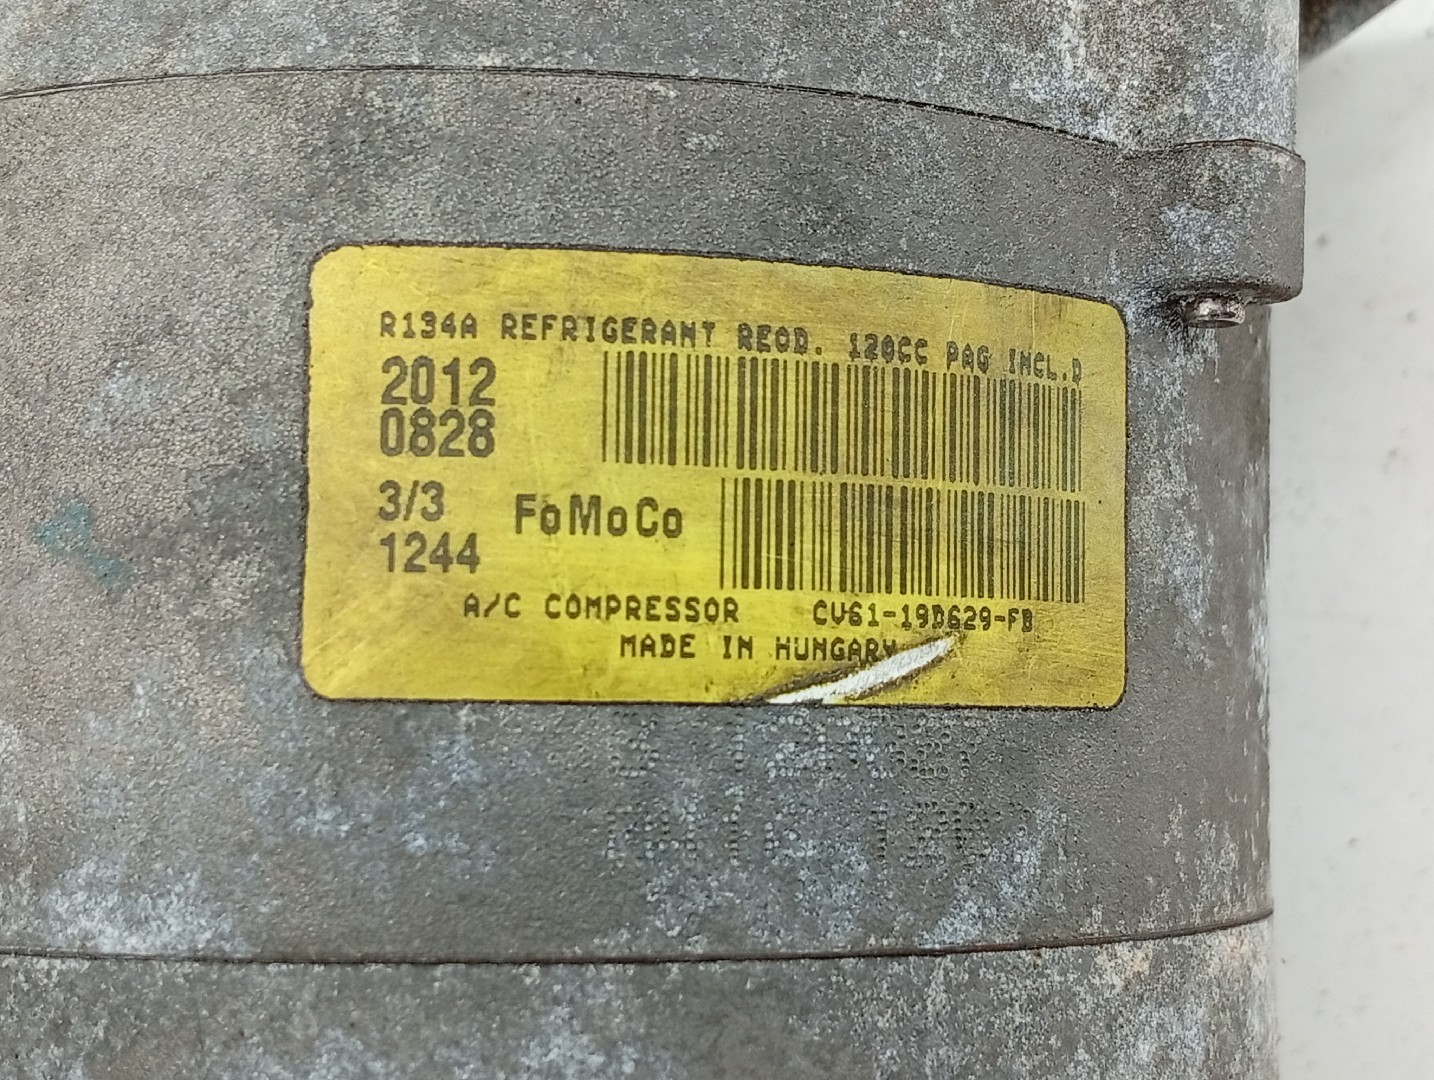 R134A REFRIGERANT REQD. 120CC PAG INCL.D
2012
0828
3/3 FoMoCo
1244
A/C COMPRESSOR CV61-19D629-FB
MADE IN HUNGARY